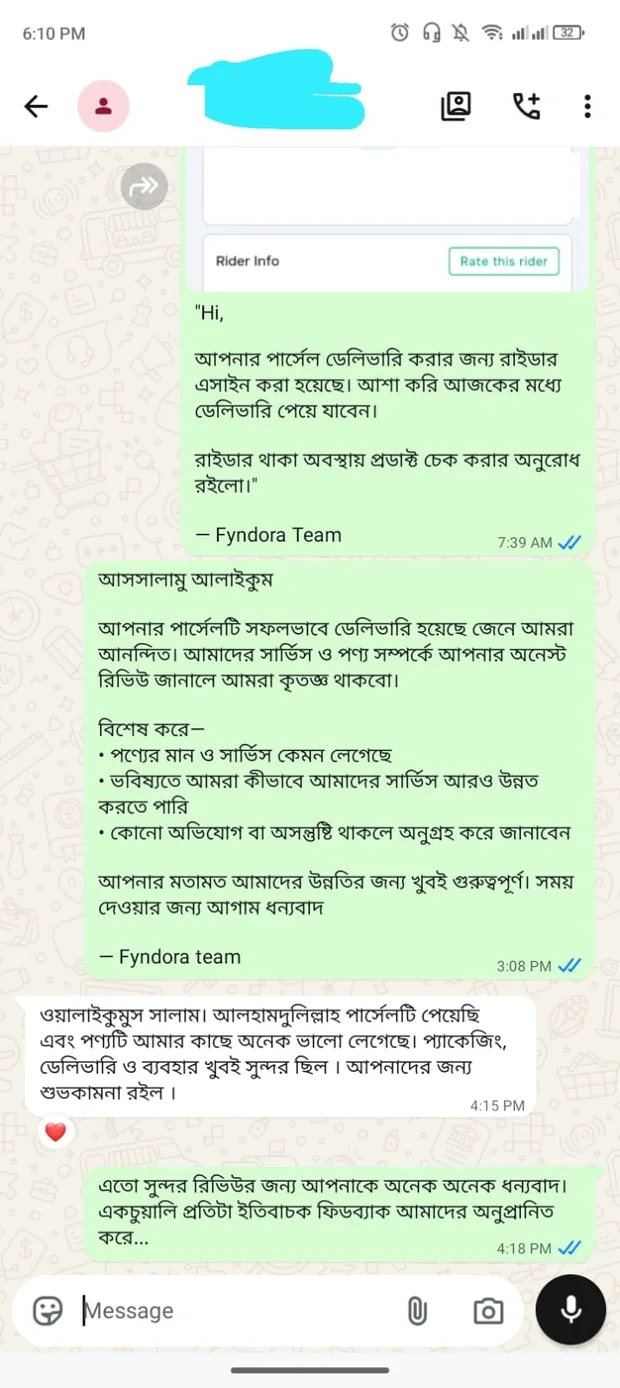 6:10 PM
32
Rider Info
Rate this rider
"Hi,
আপনার পার্সেল ডেলিভারি করার জন্য রাইডার
এসাইন করা হয়েছে। আশা করি আজকের মধ্যে
ডেলিভারি পেয়ে যাবেন।
রাইডার থাকা অবস্থায় প্রডাক্ট চেক করার অনুরোধ
রইলো।"
— Fyndora Team
7:39 AM
আসসালামু আলাইকুম
আপনার পার্সেলটি সফলভাবে ডেলিভারি হয়েছে জেনে আমরা
আনন্দিত। আমাদের সার্ভিস ও পণ্য সম্পর্কে আপনার অনেস্ট
রিভিউ জানালে আমরা কৃতজ্ঞ থাকবো।
বিশেষ করে—
• পণ্যের মান ও সার্ভিস কেমন লেগেছে
• ভবিষ্যতে আমরা কীভাবে আমাদের সার্ভিস আরও উন্নত
করতে পারি
• কোনো অভিযোগ বা অসন্তুষ্টি থাকলে অনুগ্রহ করে জানাবেন
আপনার মতামত আমাদের উন্নতির জন্য খুবই গুরুত্বপূর্ণ। সময়
দেওয়ার জন্য আগাম ধন্যবাদ
— Fyndora team
3:08 PM
ওয়ালাইকুমুস সালাম। আলহামদুলিল্লাহ পার্সেলটি পেয়েছি
এবং পণ্যটি আমার কাছে অনেক ভালো লেগেছে। প্যাকেজিং,
ডেলিভারি ও ব্যবহার খুবই সুন্দর ছিল । আপনাদের জন্য
শুভকামনা রইল ।
4:15 PM
এতো সুন্দর রিভিউর জন্য আপনাকে অনেক অনেক ধন্যবাদ।
একচুয়ালি প্রতিটা ইতিবাচক ফিডব্যাক আমাদের অনুপ্রানিত
করে...
4:18 PM
Message